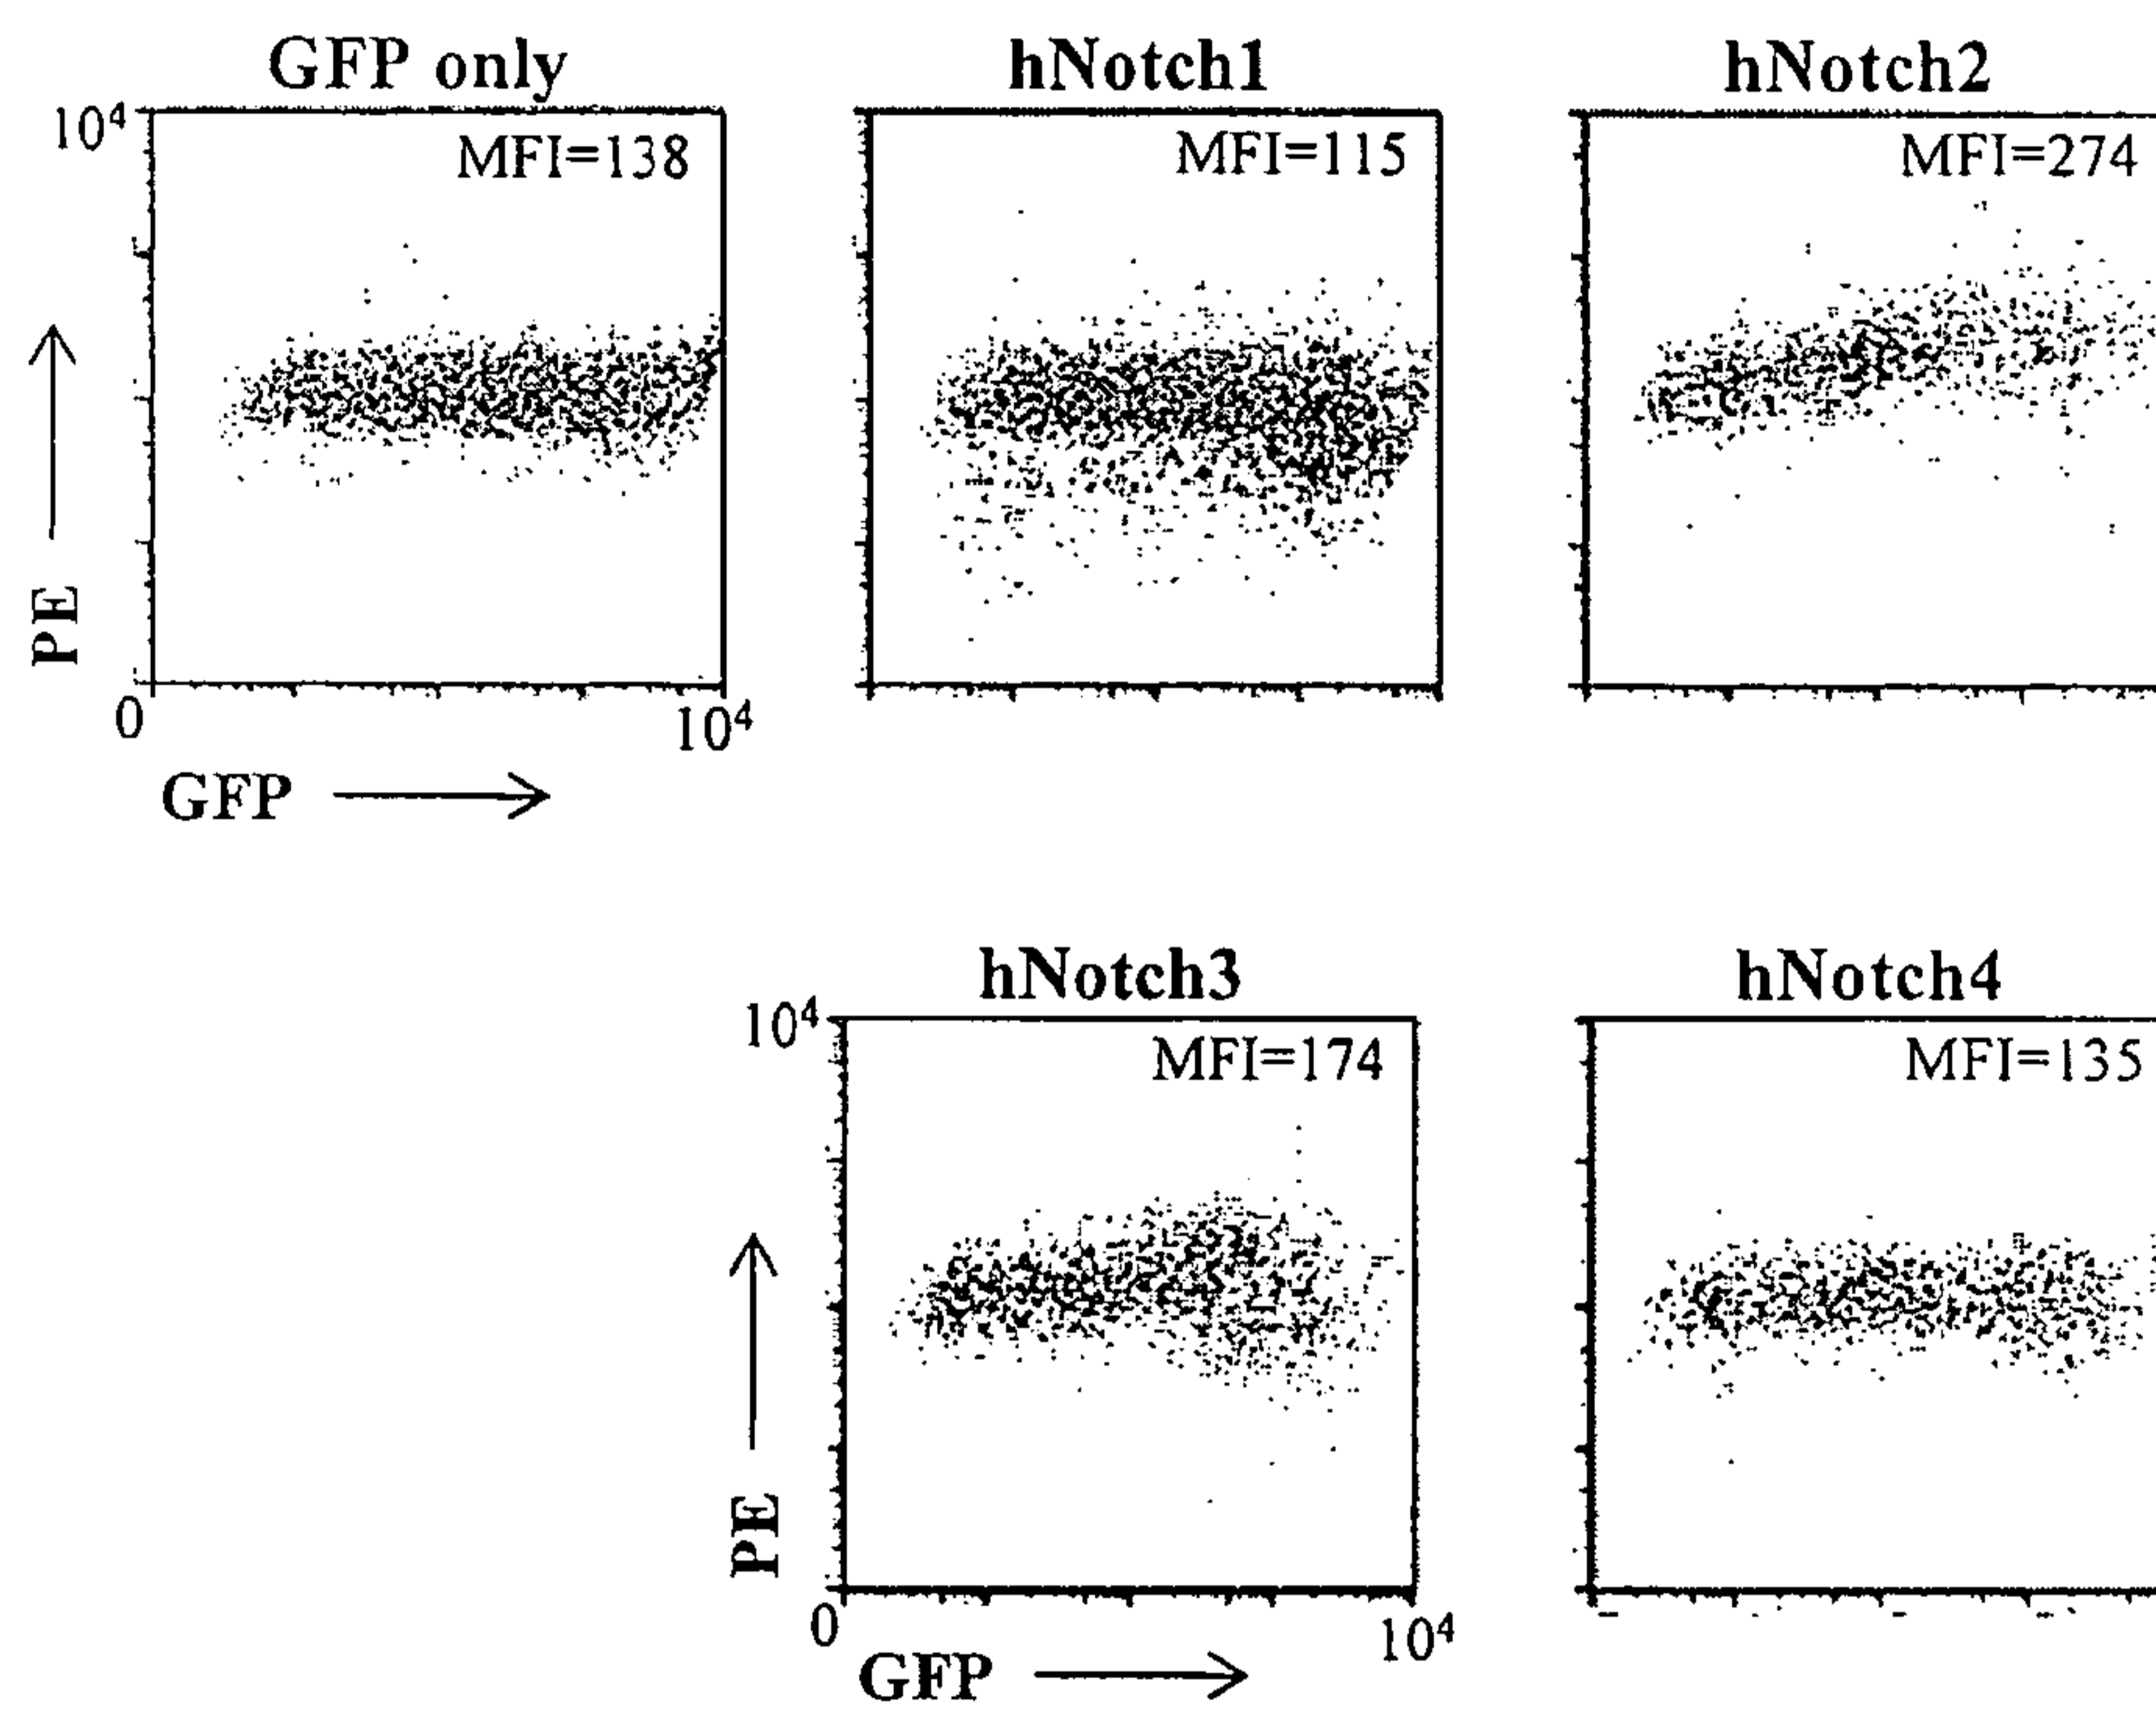 GFP only
hNotch1
hNotch2
10⁴
MFI=138
MFI=115
MFI=274
PE
0
10⁴
GFP
hNotch3
hNotch4
10⁴
MFI=174
MFI=135
PE
0
10⁴
GFP